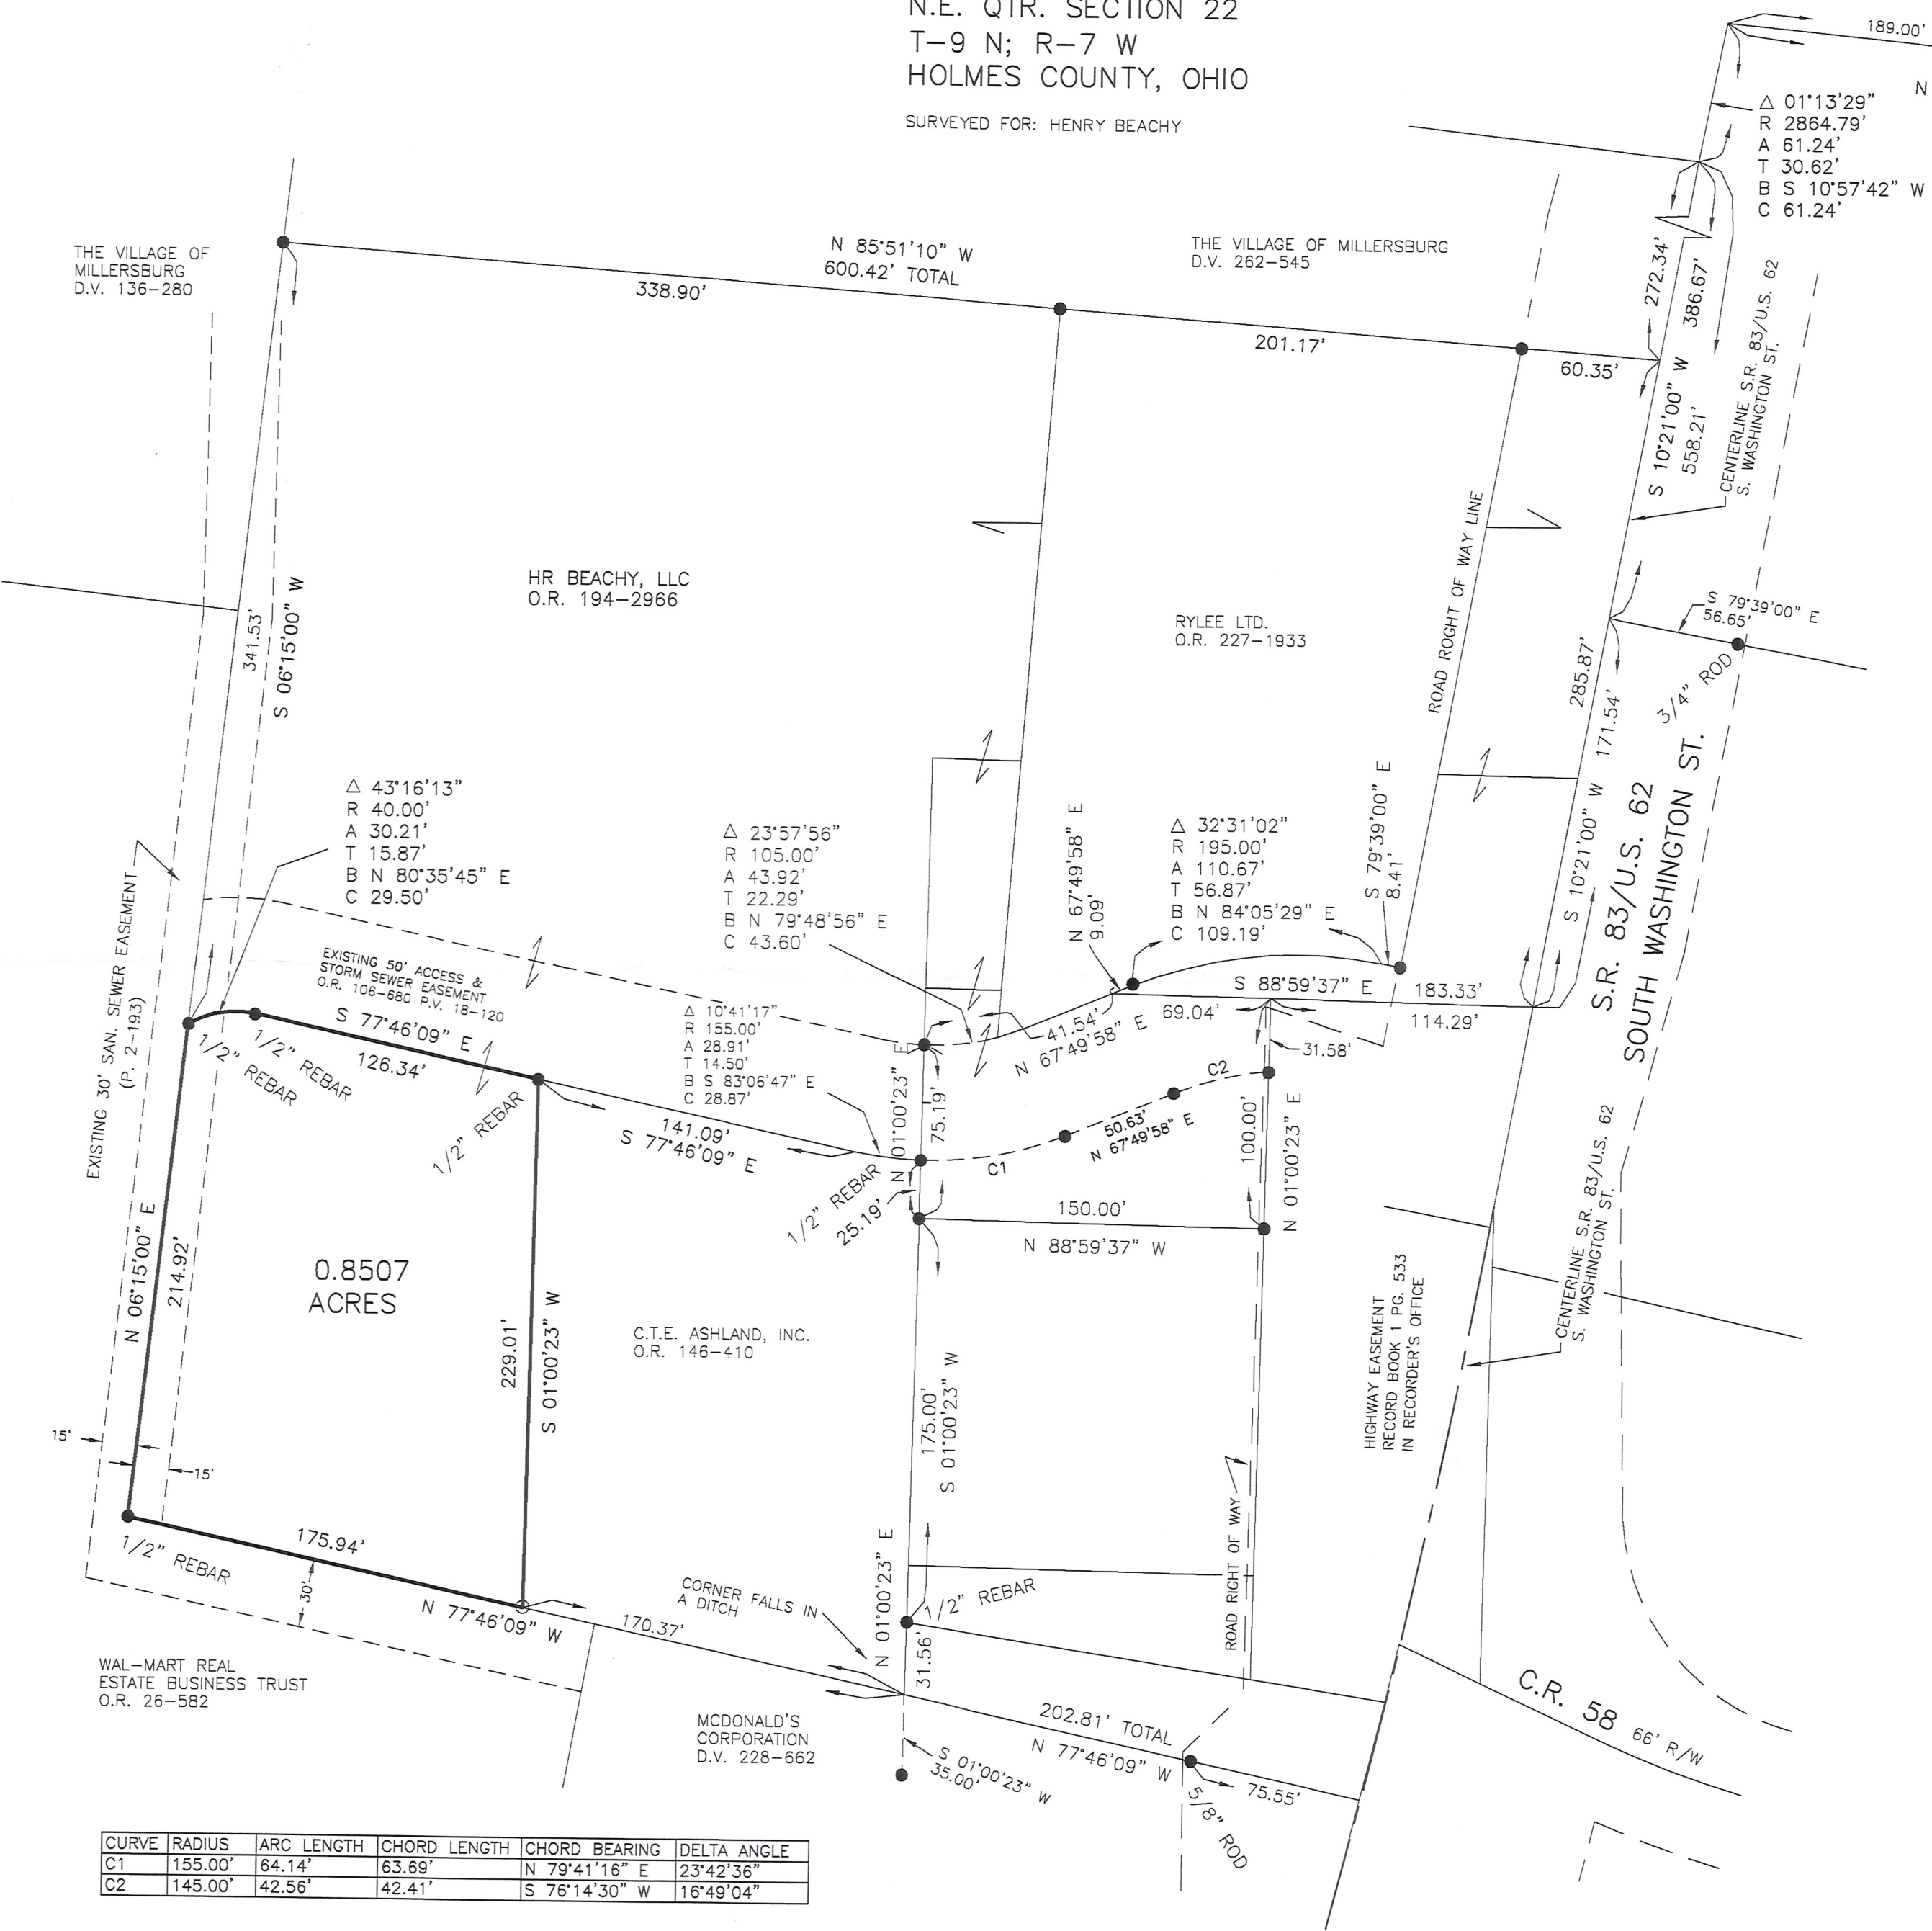 N.E. QTR. SECTION 22
T-9 N; R-7 W
HOLMES COUNTY, OHIO
SURVEYED FOR: HENRY BEACHY
189.00'
N
Δ 01°13'29"
R 2864.79'
A 61.24'
T 30.62'
B S 10°57'42" W
C 61.24'
THE VILLAGE OF
MILLERSBURG
D.V. 136-280
N 85°51'10" W
600.42' TOTAL
338.90'
THE VILLAGE OF MILLERSBURG
D.V. 262-545
201.17'
60.35'
272.34'
386.67'
S 10°21'00" W
558.21'
CENTERLINE S.R. 83/U.S. 62
S. WASHINGTON ST.
HR BEACHY, LLC
O.R. 194-2966
RYLEE LTD.
O.R. 227-1933
ROAD ROGHT OF WAY LINE
341.53'
S 06°15'00" W
S 79°39'00" E
56.65'
3/4" ROD
285.87'
171.54'
S 10°21'00" W
S.R. 83/U.S. 62
SOUTH WASHINGTON ST.
Δ 43°16'13"
R 40.00'
A 30.21'
T 15.87'
B N 80°35'45" E
C 29.50'
Δ 23°57'56"
R 105.00'
A 43.92'
T 22.29'
B N 79°48'56" E
C 43.60'
N 67°49'58" E
9.09'
Δ 32°31'02"
R 195.00'
A 110.67'
T 56.87'
B N 84°05'29" E
C 109.19'
S 79°39'00" E
8.41'
EXISTING 30' SAN. SEWER EASEMENT
(P. 2-193)
EXISTING 50' ACCESS &
STORM SEWER EASEMENT
O.R. 106-680 P.V. 18-120
S 77°46'09" E
126.34'
1/2" REBAR
1/2" REBAR
1/2" REBAR
Δ 10°41'17"
R 155.00'
A 28.91'
T 14.50'
B S 83°06'47" E
C 28.87'
141.09'
S 77°46'09" E
1/2" REBAR
N 01°00'23" E
75.19'
25.19'
41.54'
N 67°49'58" E
S 88°59'37" E
183.33'
69.04'
114.29'
31.58'
C1
50.63'
N 67°49'58" E
C2
100.00'
N 01°00'23" E
150.00'
N 88°59'37" W
N 06°15'00" E
214.92'
0.8507
ACRES
229.01'
S 01°00'23" W
C.T.E. ASHLAND, INC.
O.R. 146-410
175.00'
S 01°00'23" W
HIGHWAY EASEMENT
RECORD BOOK 1 PG. 533
IN RECORDER'S OFFICE
CENTERLINE S.R. 83/U.S. 62
S. WASHINGTON ST.
15'
15'
1/2" REBAR
175.94'
30'
N 77°46'09" W
170.37'
CORNER FALLS IN
A DITCH
N 01°00'23" E
31.56'
1/2" REBAR
ROAD RIGHT OF WAY
WAL-MART REAL
ESTATE BUSINESS TRUST
O.R. 26-582
MCDONALD'S
CORPORATION
D.V. 228-662
S 01°00'23" W
35.00'
202.81' TOTAL
N 77°46'09" W
75.55'
5/8" ROD
C.R. 58 66' R/W
CURVE RADIUS ARC LENGTH CHORD LENGTH CHORD BEARING DELTA ANGLE
C1 155.00' 64.14' 63.69' N 79°41'16" E 23°42'36"
C2 145.00' 42.56' 42.41' S 76°14'30" W 16°49'04"